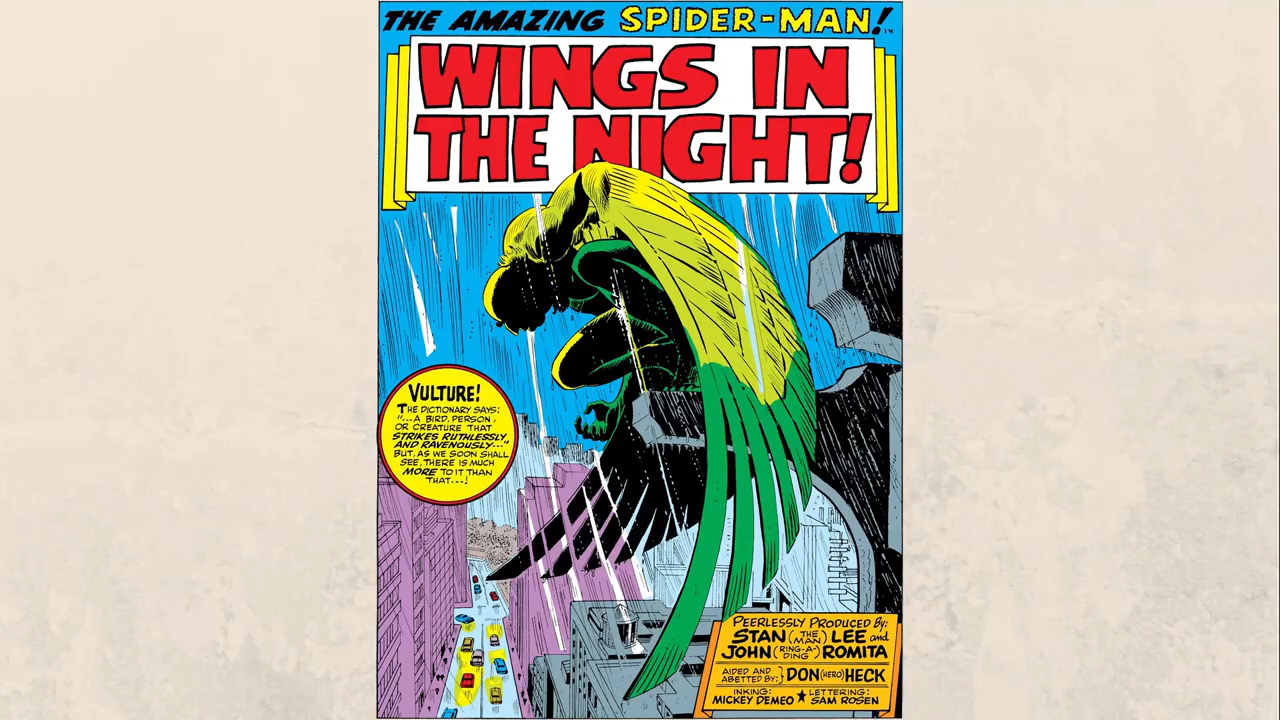 THE AMAZING SPIDER-MAN! TM
WINGS IN
THE NIGHT!
VULTURE!
THE DICTIONARY SAYS:
"...A BIRD, PERSON,
OR CREATURE THAT
STRIKES RUTHLESSLY
AND RAVENOUSLY---"
BUT, AS WE SOON SHALL
SEE, THERE IS MUCH
MORE TO IT THAN
THAT---!
PEERLESSLY PRODUCED BY:
STAN (THE MAN) LEE and
JOHN (RING-A-DING) ROMITA
AIDED AND
ABETTED BY: } DON (HERO) HECK
INKING: ★ LETTERING:
MICKEY DEMEO SAM ROSEN